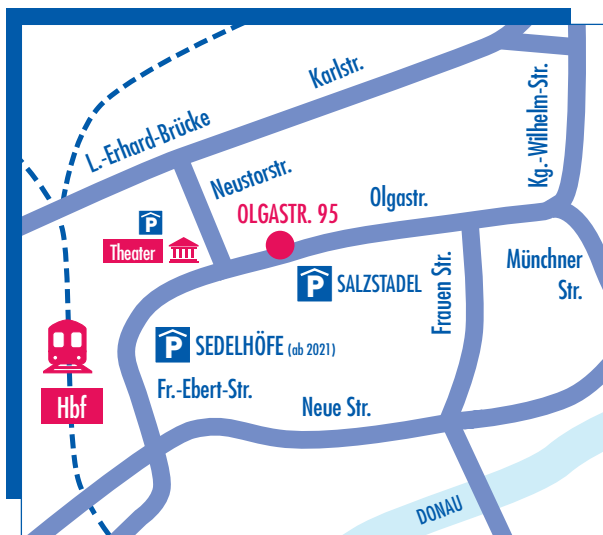 Karlstr.
L.-Erhard-Brücke
Kg.-Wilhelm-Str.
Neustorstr.
Olgastr.
OLGASTR. 95
P
Theater
Münchner
Str.
Frauen Str.
P SALZSTADEL
P SEDELHÖFE (ab 2021)
Fr.-Ebert-Str.
Hbf
Neue Str.
DONAU